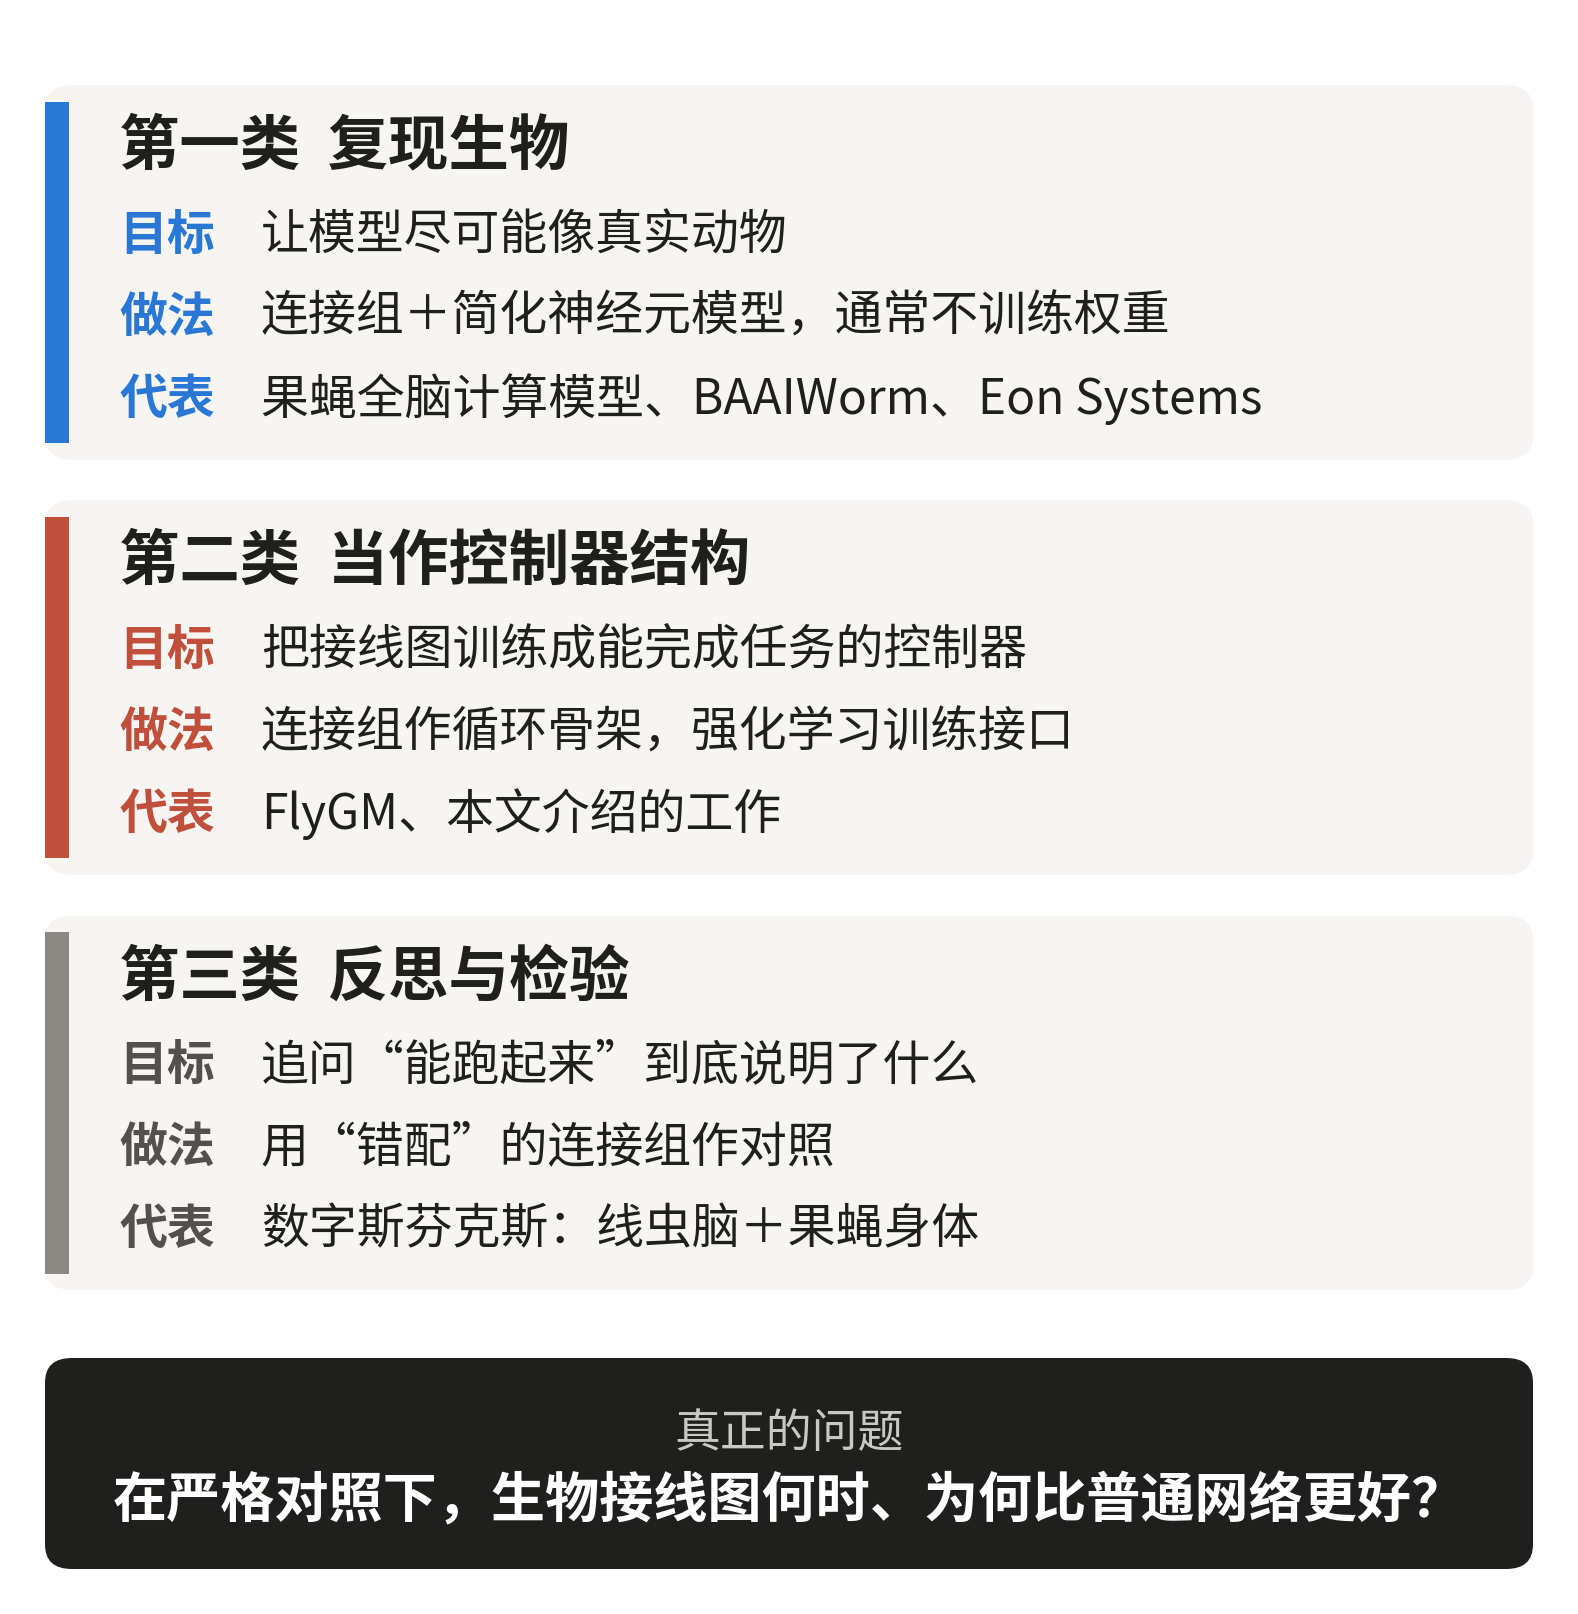 第一类 复现生物
目标 让模型尽可能像真实动物
做法 连接组＋简化神经元模型，通常不训练权重
代表 果蝇全脑计算模型、BAAIWorm、Eon Systems
第二类 当作控制器结构
目标 把接线图训练成能完成任务的控制器
做法 连接组作循环骨架，强化学习训练接口
代表 FlyGM、本文介绍的工作
第三类 反思与检验
目标 追问“能跑起来”到底说明了什么
做法 用“错配”的连接组作对照
代表 数字斯芬克斯：线虫脑＋果蝇身体
真正的问题
在严格对照下，生物接线图何时、为何比普通网络更好？